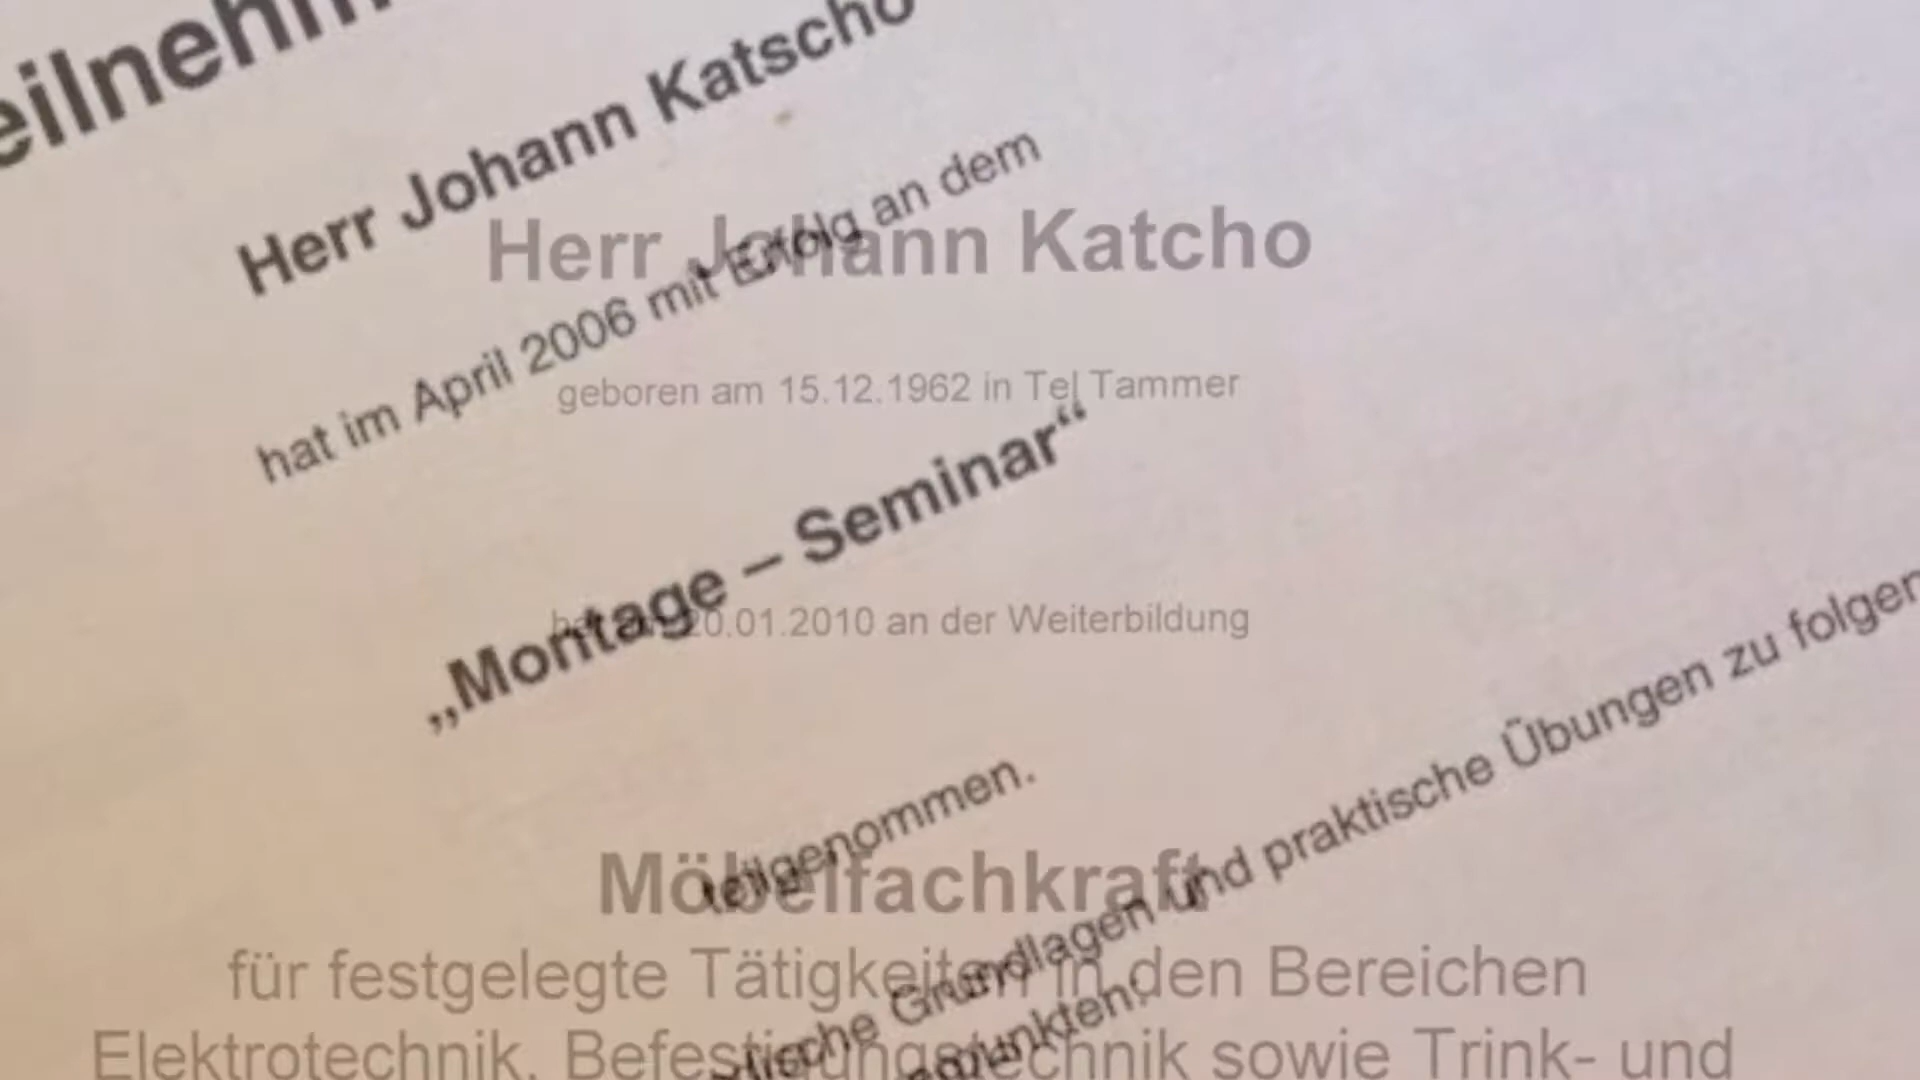 eilnehm
Herr Johann Katscho
hat im April 2006 mit Erfolg an dem
„Montage – Seminar“
teilgenommen.
Grundlagen und praktische Übungen zu folgen
Herr Johann Katcho
geboren am 15.12.1962 in Tel Tammer
20.01.2010 an der Weiterbildung
Möbelfachkraft
für festgelegte Tätigkeiten in den Bereichen
Elektrotechnik, Befestigungstechnik sowie Trink- und